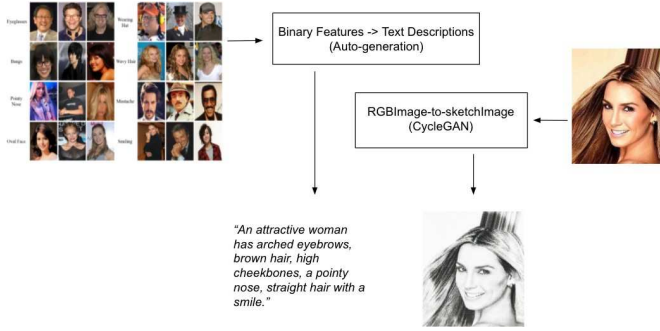 Eyeglasses
Wearing
Hat
Bangs
Wavy Hair
Pointy
Nose
Mustache
Oval Face
Smiling
Binary Features -> Text Descriptions
(Auto-generation)
RGBImage-to-sketchImage
(CycleGAN)
“An attractive woman
has arched eyebrows,
brown hair, high
cheekbones, a pointy
nose, straight hair with a
smile.”